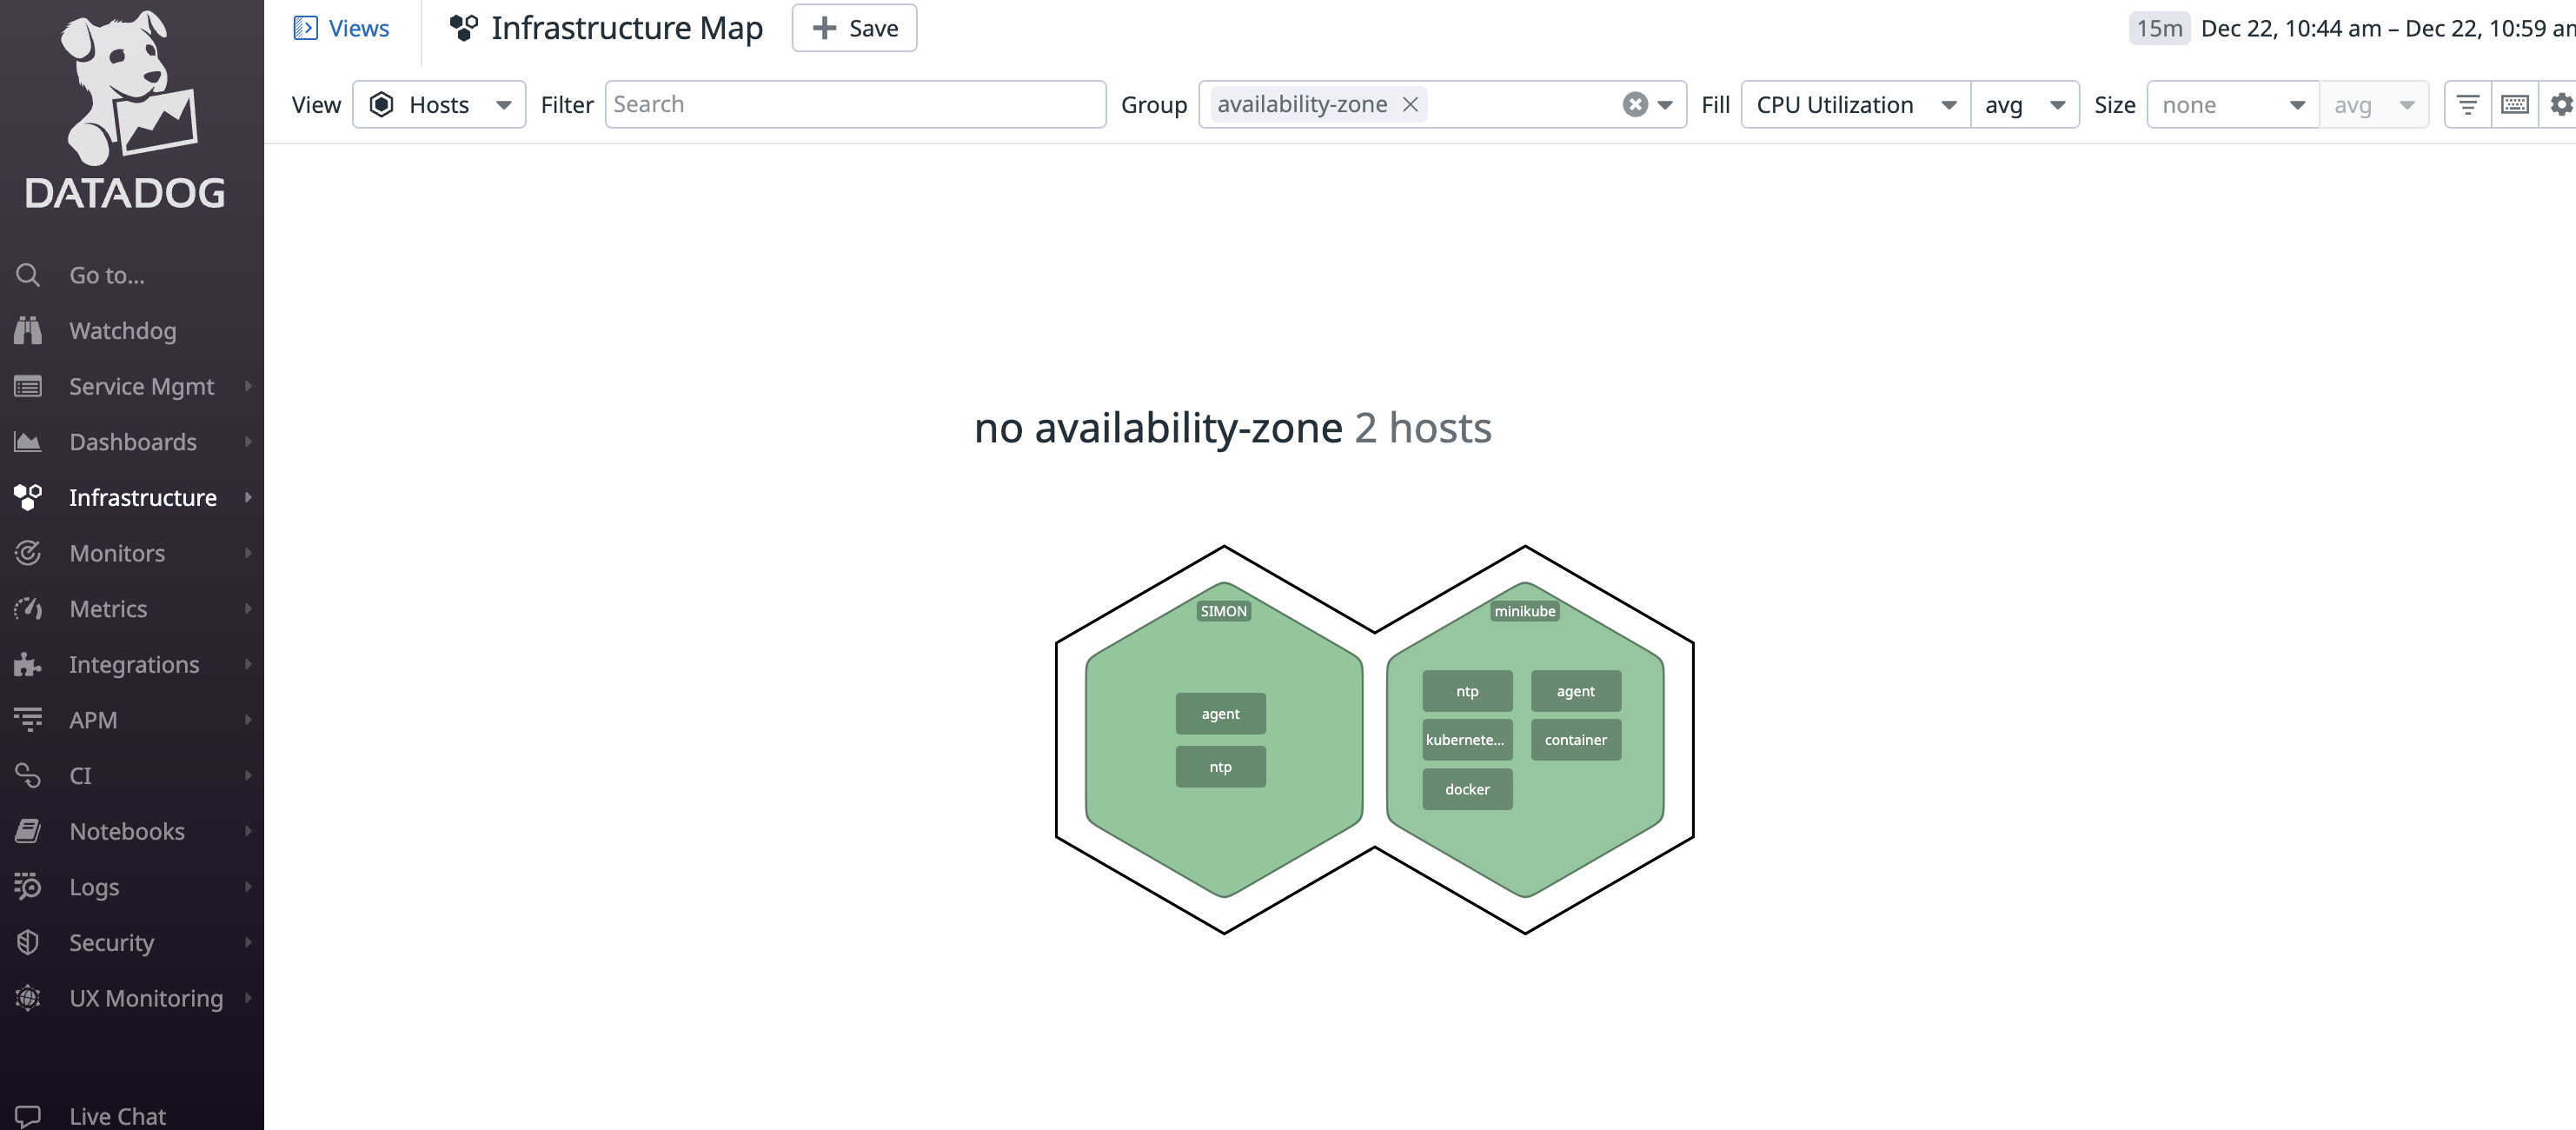 DATADOG
Go to...
Watchdog
Service Mgmt
Dashboards
Infrastructure
Monitors
Metrics
Integrations
APM
CI
Notebooks
Logs
Security
UX Monitoring
Live Chat
Views
Infrastructure Map
Save
15m Dec 22, 10:44 am – Dec 22, 10:59 an
View Hosts Filter Search Group availability-zone Fill CPU Utilization avg Size none avg
no availability-zone 2 hosts
SIMON
agent
ntp
minikube
ntp agent
kubernete... container
docker